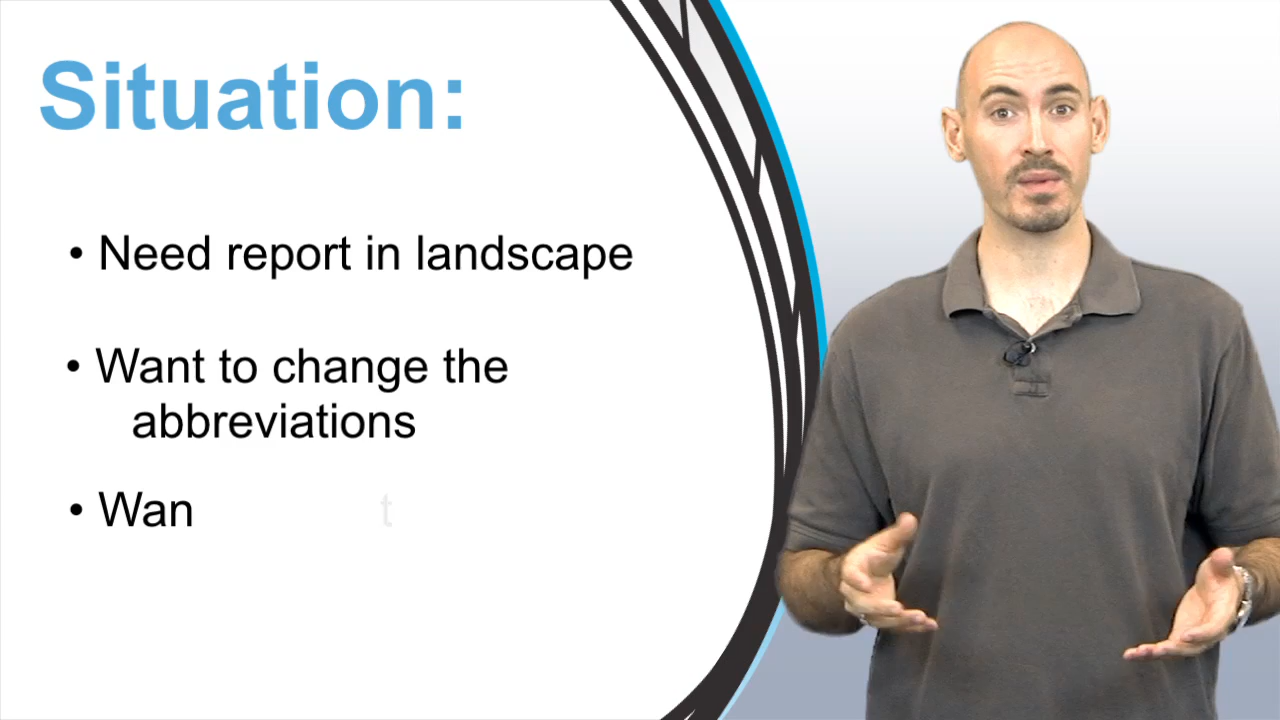 Situation:
• Need report in landscape
• Want to change the
abbreviations
• Wan t